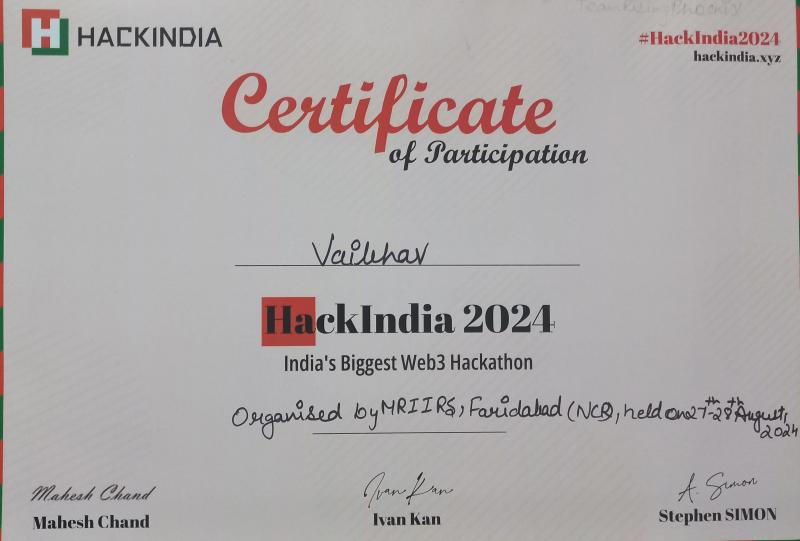 Team Rising Phoenix
HACKINDIA
#HackIndia2024
hackindia.xyz
Certificate
of Participation
Vaibhav
HackIndia 2024
India's Biggest Web3 Hackathon
Organised by MRIIRS, Faridabad (NCR), held on 27th-28th August, 2024
Mahesh Chand
Ivan Kan
A. Simon
Mahesh Chand
Ivan Kan
Stephen SIMON